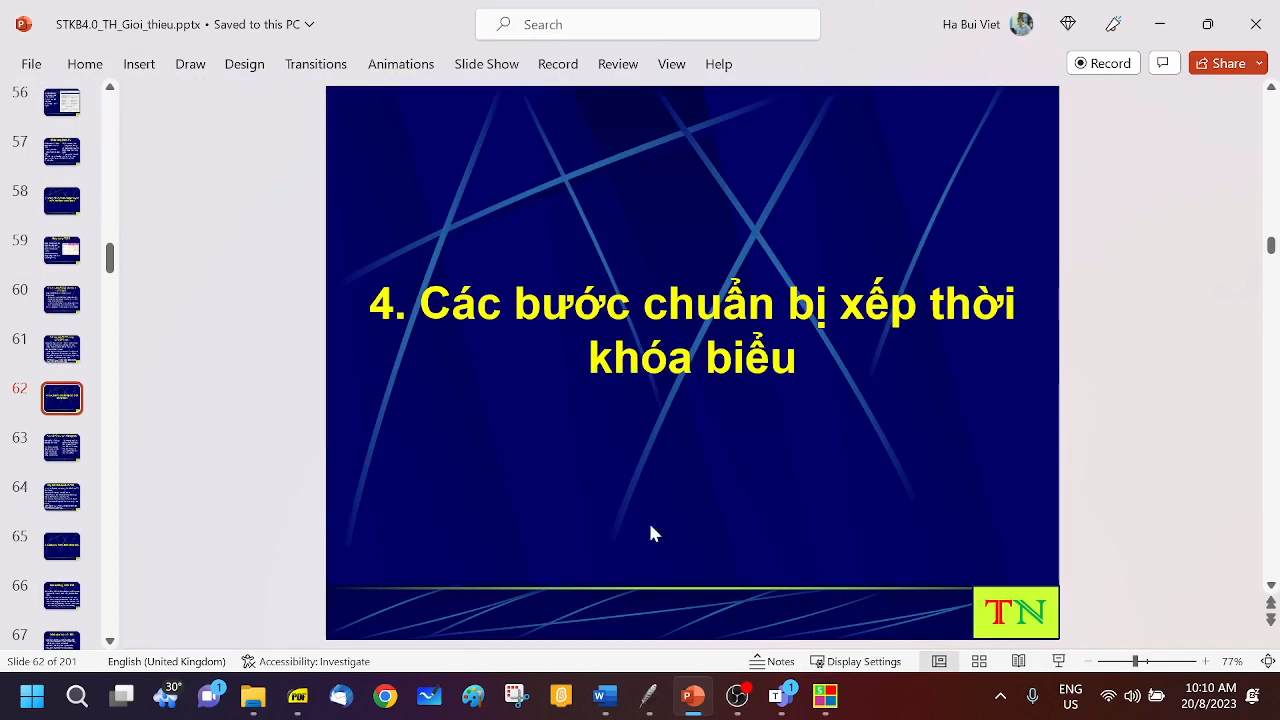 STKB4.0_TH_Gioi_thieu.pptx • Saved to this PC
Search
Ha Bui Viet
File Home Insert Draw Design Transitions Animations Slide Show Record Review View Help
Record
Share
56
57
58
59
60
61
62
63
64
65
66
67
4. Các bước chuẩn bị xếp thời
khóa biểu
TN
Slide 62 of 201
English (United Kingdom)
Accessibility: Investigate
Notes
Display Settings
77%
30°
1
1
ENG
US
10:10 AM
20/8/2023